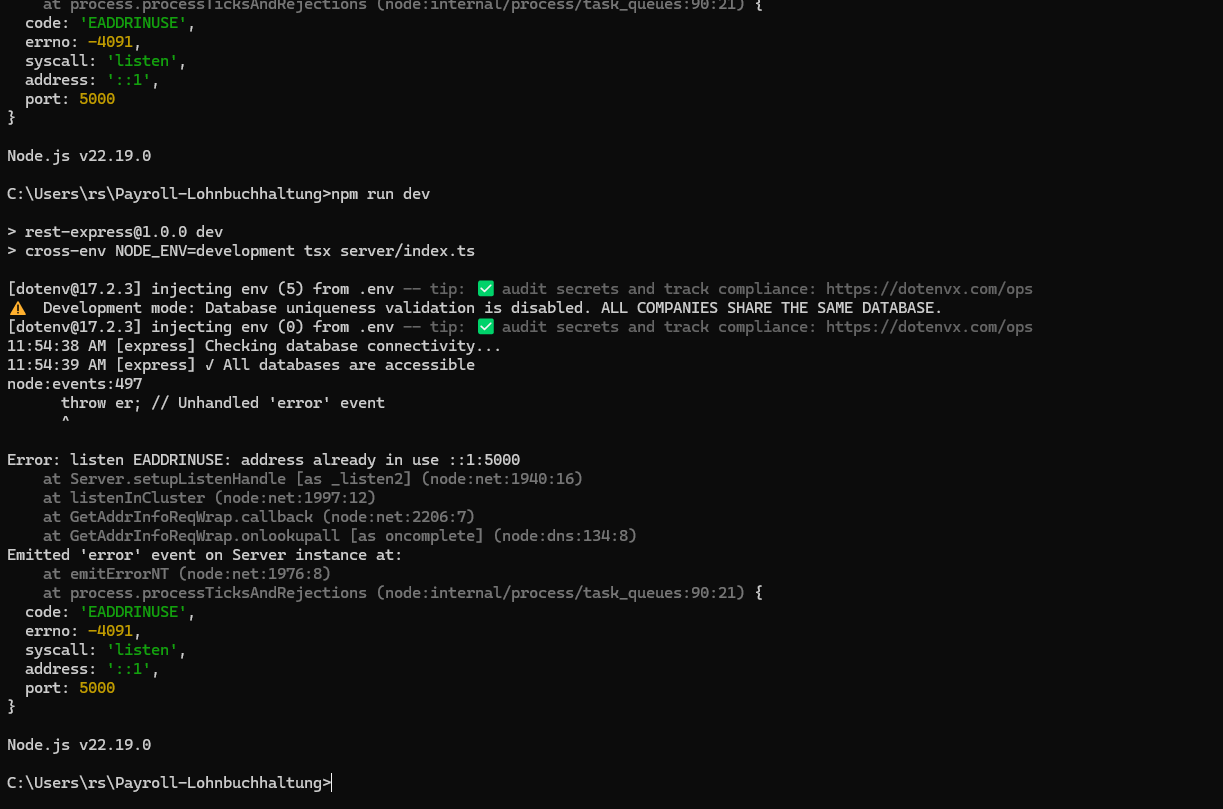 at process.processTicksAndRejections (node:internal/process/task_queues:90:21) {
  code: 'EADDRINUSE',
  errno: -4091,
  syscall: 'listen',
  address: '::1',
  port: 5000
}

Node.js v22.19.0

C:\Users\rs\Payroll-Lohnbuchhaltung>npm run dev

> rest-express@1.0.0 dev
> cross-env NODE_ENV=development tsx server/index.ts

[dotenv@17.2.3] injecting env (5) from .env -- tip: ✅ audit secrets and track compliance: https://dotenvx.com/ops
⚠️  Development mode: Database uniqueness validation is disabled. ALL COMPANIES SHARE THE SAME DATABASE.
[dotenv@17.2.3] injecting env (0) from .env -- tip: ✅ audit secrets and track compliance: https://dotenvx.com/ops
11:54:38 AM [express] Checking database connectivity...
11:54:39 AM [express] ✓ All databases are accessible
node:events:497
      throw er; // Unhandled 'error' event
      ^

Error: listen EADDRINUSE: address already in use ::1:5000
    at Server.setupListenHandle [as _listen2] (node:net:1940:16)
    at listenInCluster (node:net:1997:12)
    at GetAddrInfoReqWrap.callback (node:net:2206:7)
    at GetAddrInfoReqWrap.onlookupall [as oncomplete] (node:dns:134:8)
Emitted 'error' event on Server instance at:
    at emitErrorNT (node:net:1976:8)
    at process.processTicksAndRejections (node:internal/process/task_queues:90:21) {
  code: 'EADDRINUSE',
  errno: -4091,
  syscall: 'listen',
  address: '::1',
  port: 5000
}

Node.js v22.19.0

C:\Users\rs\Payroll-Lohnbuchhaltung>